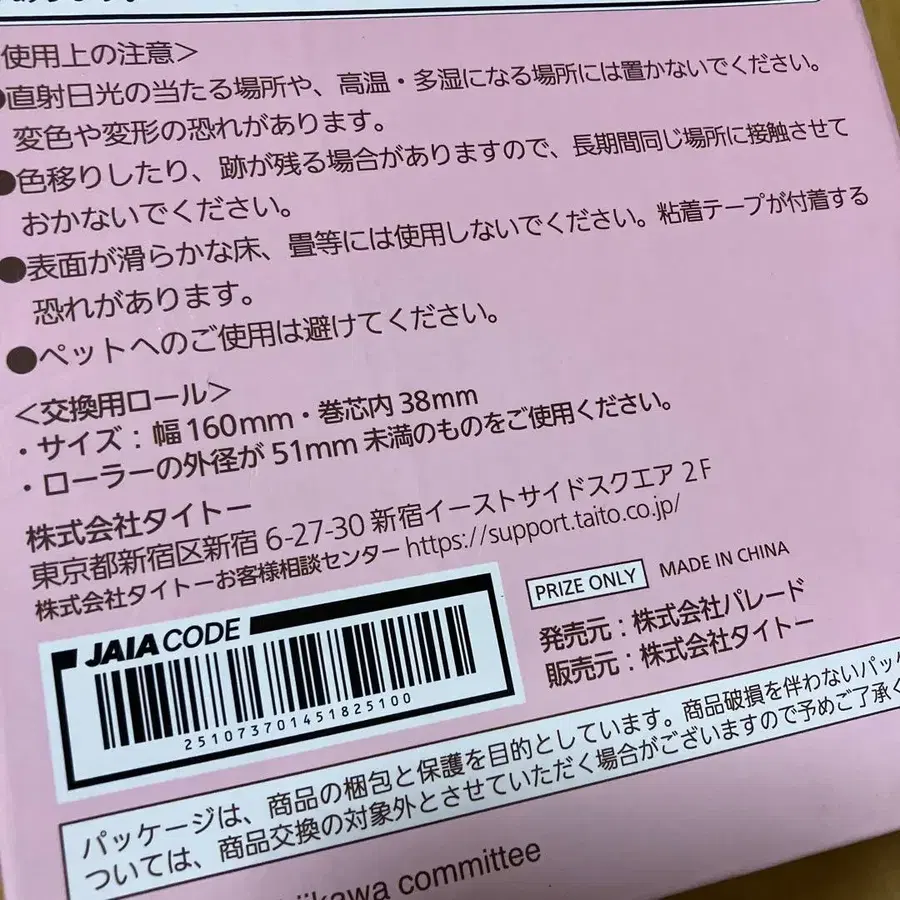 使用上の注意＞
●直射日光の当たる場所や、高温・多湿になる場所には置かないでください。
変色や変形の恐れがあります。
●色移りしたり、跡が残る場合がありますので、長期間同じ場所に接触させて
おかないでください。
●表面が滑らかな床、畳等には使用しないでください。粘着テープが付着する
恐れがあります。
●ペットへのご使用は避けてください。
＜交換用ロール＞
・サイズ：幅160mm・巻芯内38mm
・ローラーの外径が51mm未満のものをご使用ください。
株式会社タイトー
東京都新宿区新宿6-27-30 新宿イーストサイドスクエア 2F
株式会社タイトーお客様相談センター https://support.taito.co.jp/
PRIZE ONLY MADE IN CHINA
発売元：株式会社パレード
販売元：株式会社タイトー
JAIA CODE
251073701451825100
パッケージは、商品の梱包と保護を目的としています。商品破損を伴わないパッケ
ついては、商品交換の対象外とさせていただく場合がございますので予めご了承く
ikawa committee